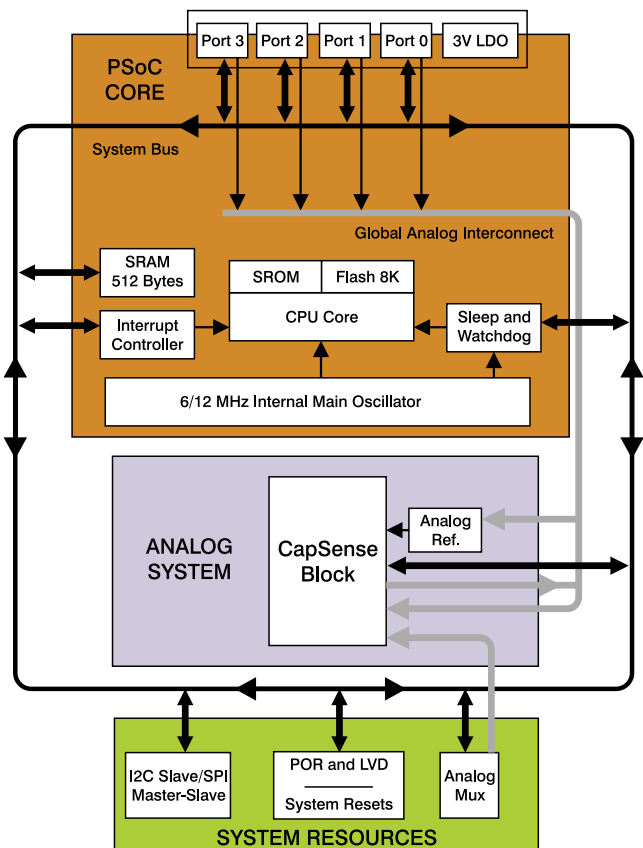 Port 3
Port 2
Port 1
Port 0
3V LDO
PSoC
CORE
System Bus
Global Analog Interconnect
SRAM
512 Bytes
SROM
Flash 8K
CPU Core
Interrupt
Controller
Sleep and
Watchdog
6/12 MHz Internal Main Oscillator
ANALOG
SYSTEM
CapSense
Block
Analog
Ref.
I2C Slave/SPI
Master-Slave
POR and LVD
System Resets
Analog
Mux
SYSTEM RESOURCES